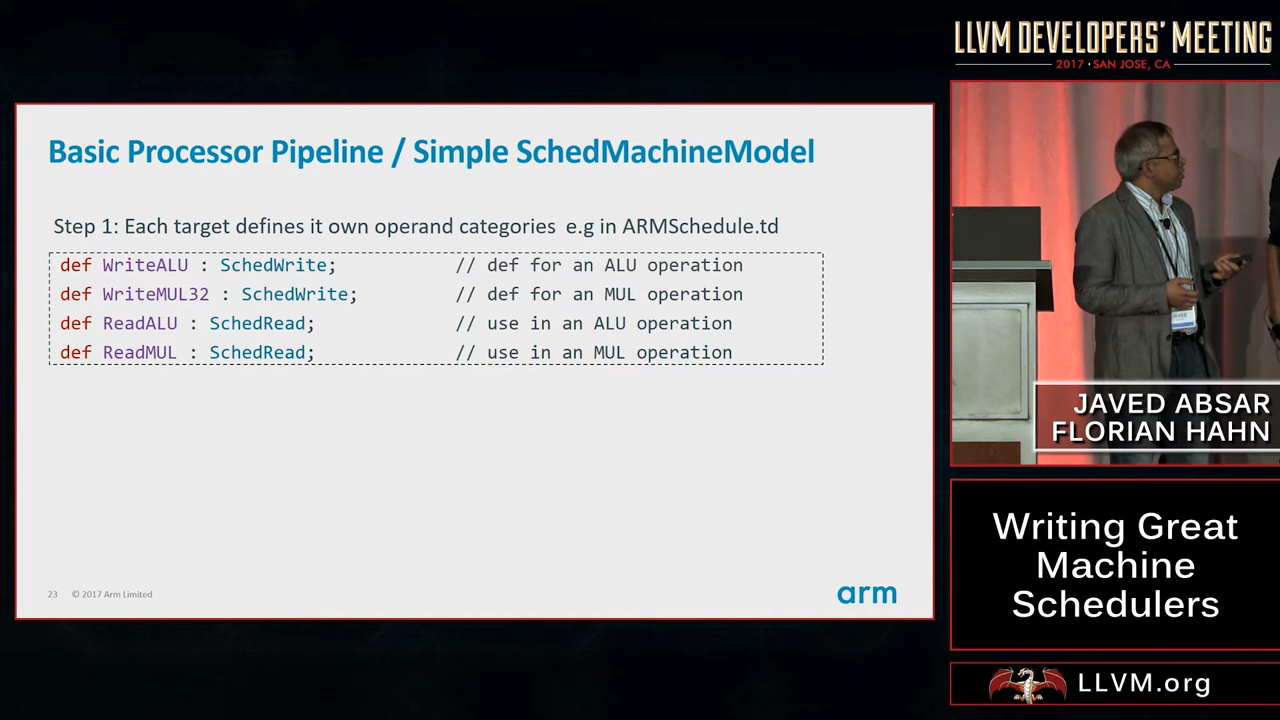 LLVM DEVELOPERS' MEETING
2017 · SAN JOSE, CA
Basic Processor Pipeline / Simple SchedMachineModel
Step 1: Each target defines it own operand categories e.g in ARMSchedule.td
def WriteALU : SchedWrite; // def for an ALU operation
def WriteMUL32 : SchedWrite; // def for an MUL operation
def ReadALU : SchedRead; // use in an ALU operation
def ReadMUL : SchedRead; // use in an MUL operation
23 © 2017 Arm Limited
arm
JAVED ABSAR
FLORIAN HAHN
Writing Great
Machine
Schedulers
LLVM.org